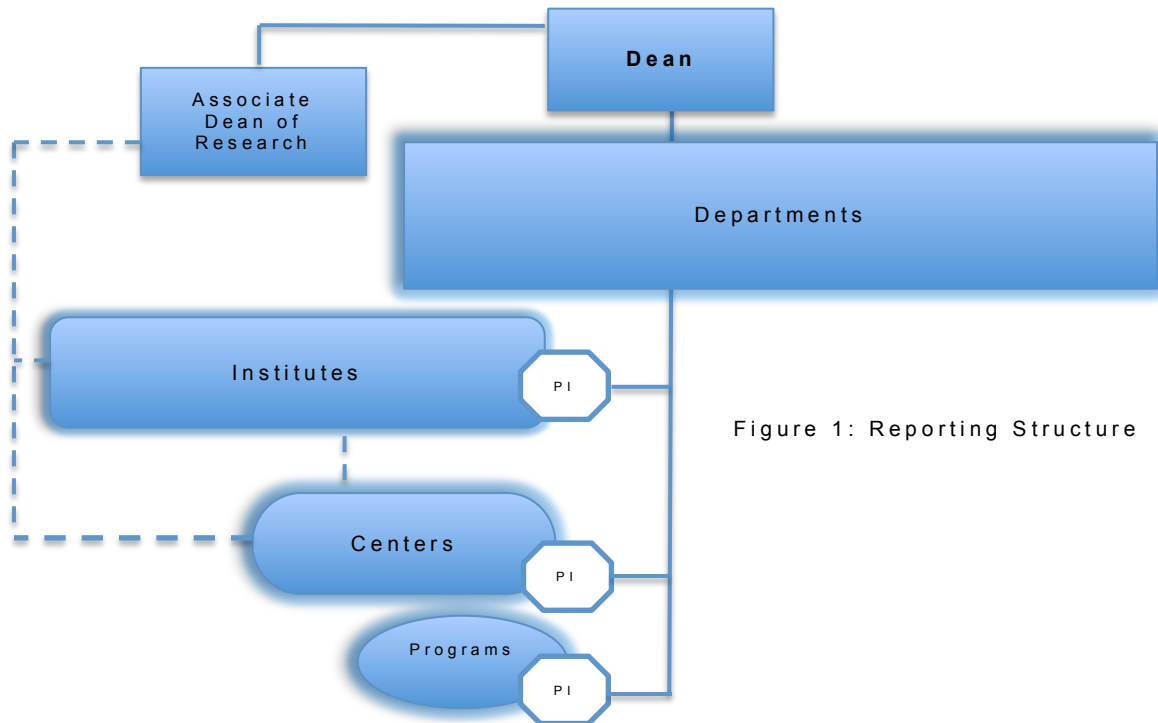 Dean
Associate
Dean of
Research
Departments
Institutes
PI
Figure 1: Reporting Structure
Centers
PI
Programs
PI